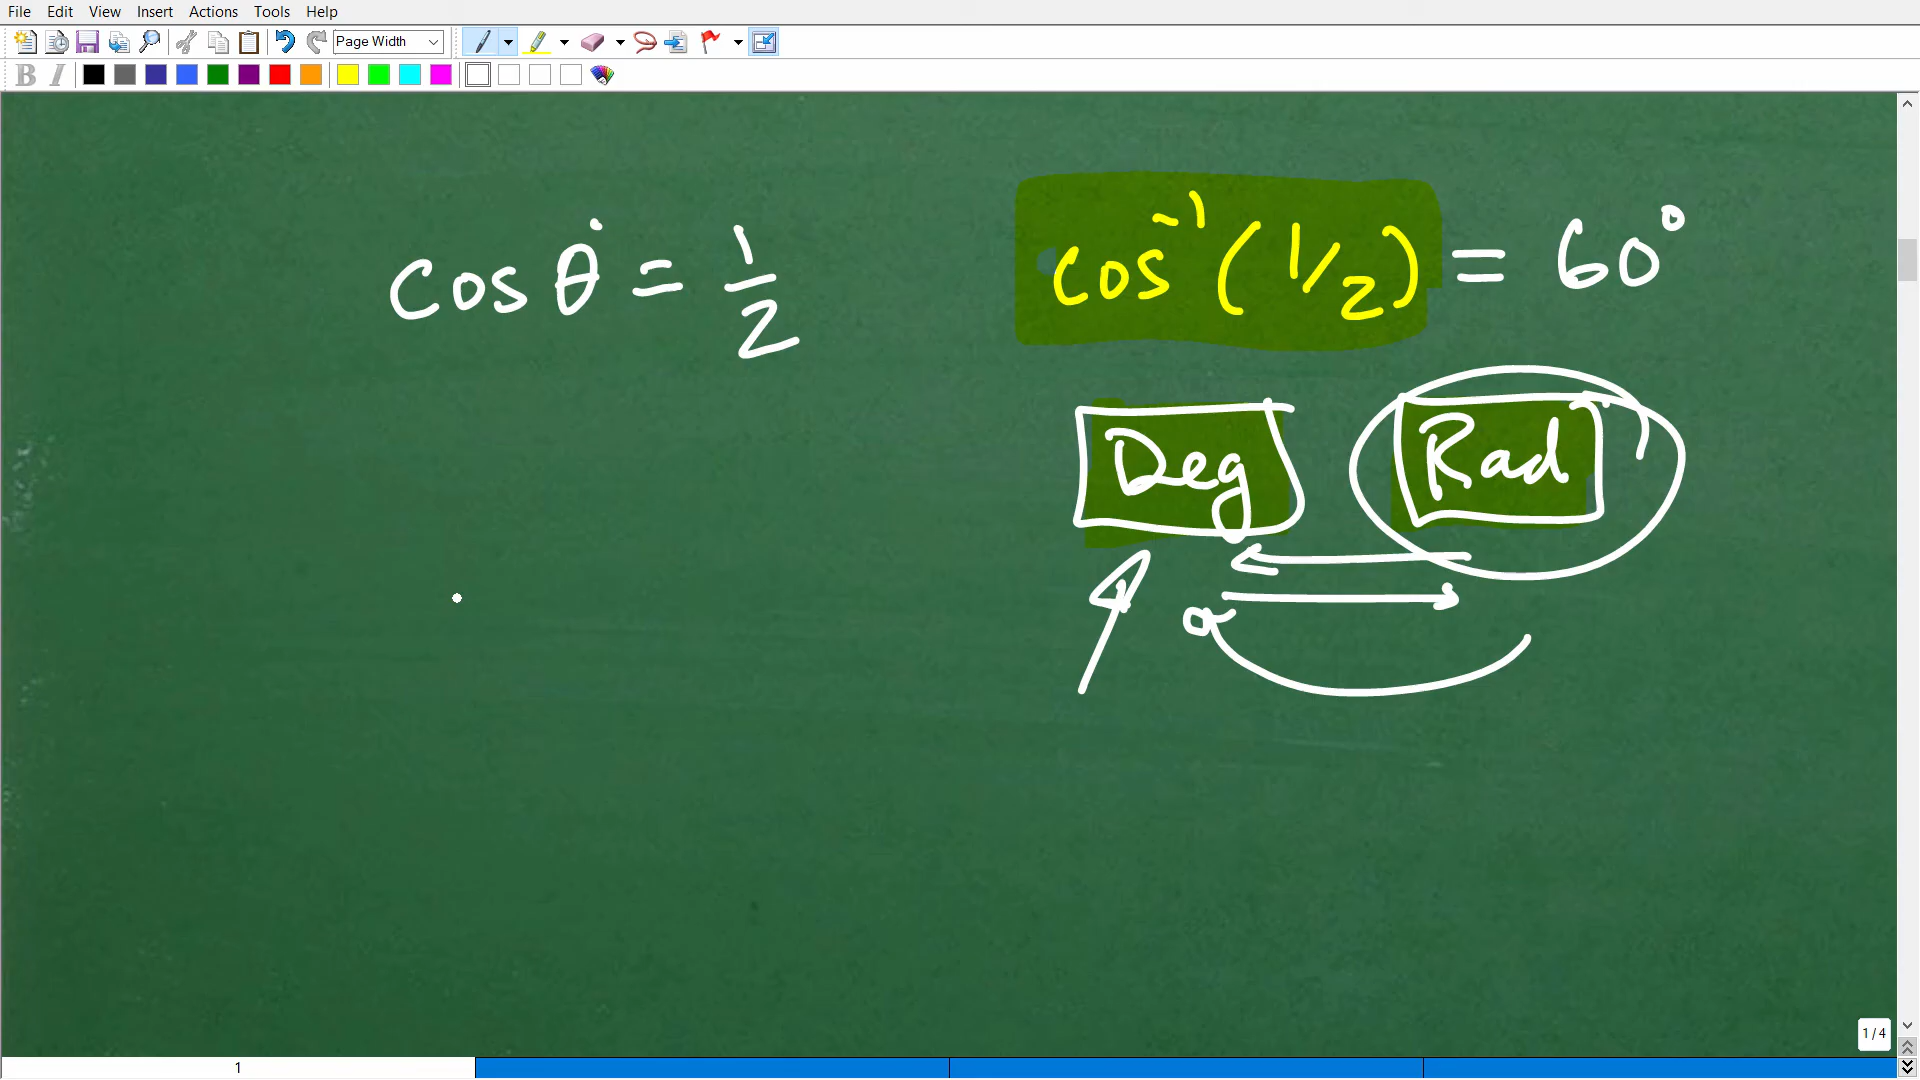 File Edit View Insert Actions Tools Help
Page Width
B I
cos θ = 1/2
cos⁻¹ (1/2) = 60°
Deg Rad
1 / 4
1